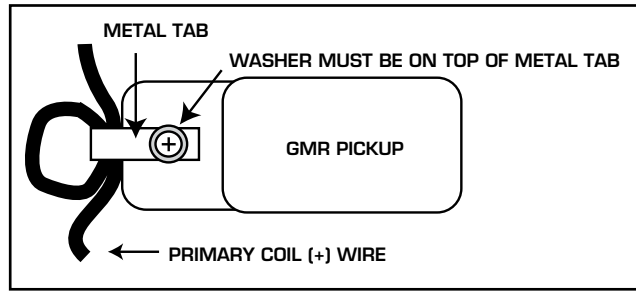 METAL TAB
WASHER MUST BE ON TOP OF METAL TAB
GMR PICKUP
PRIMARY COIL (+) WIRE